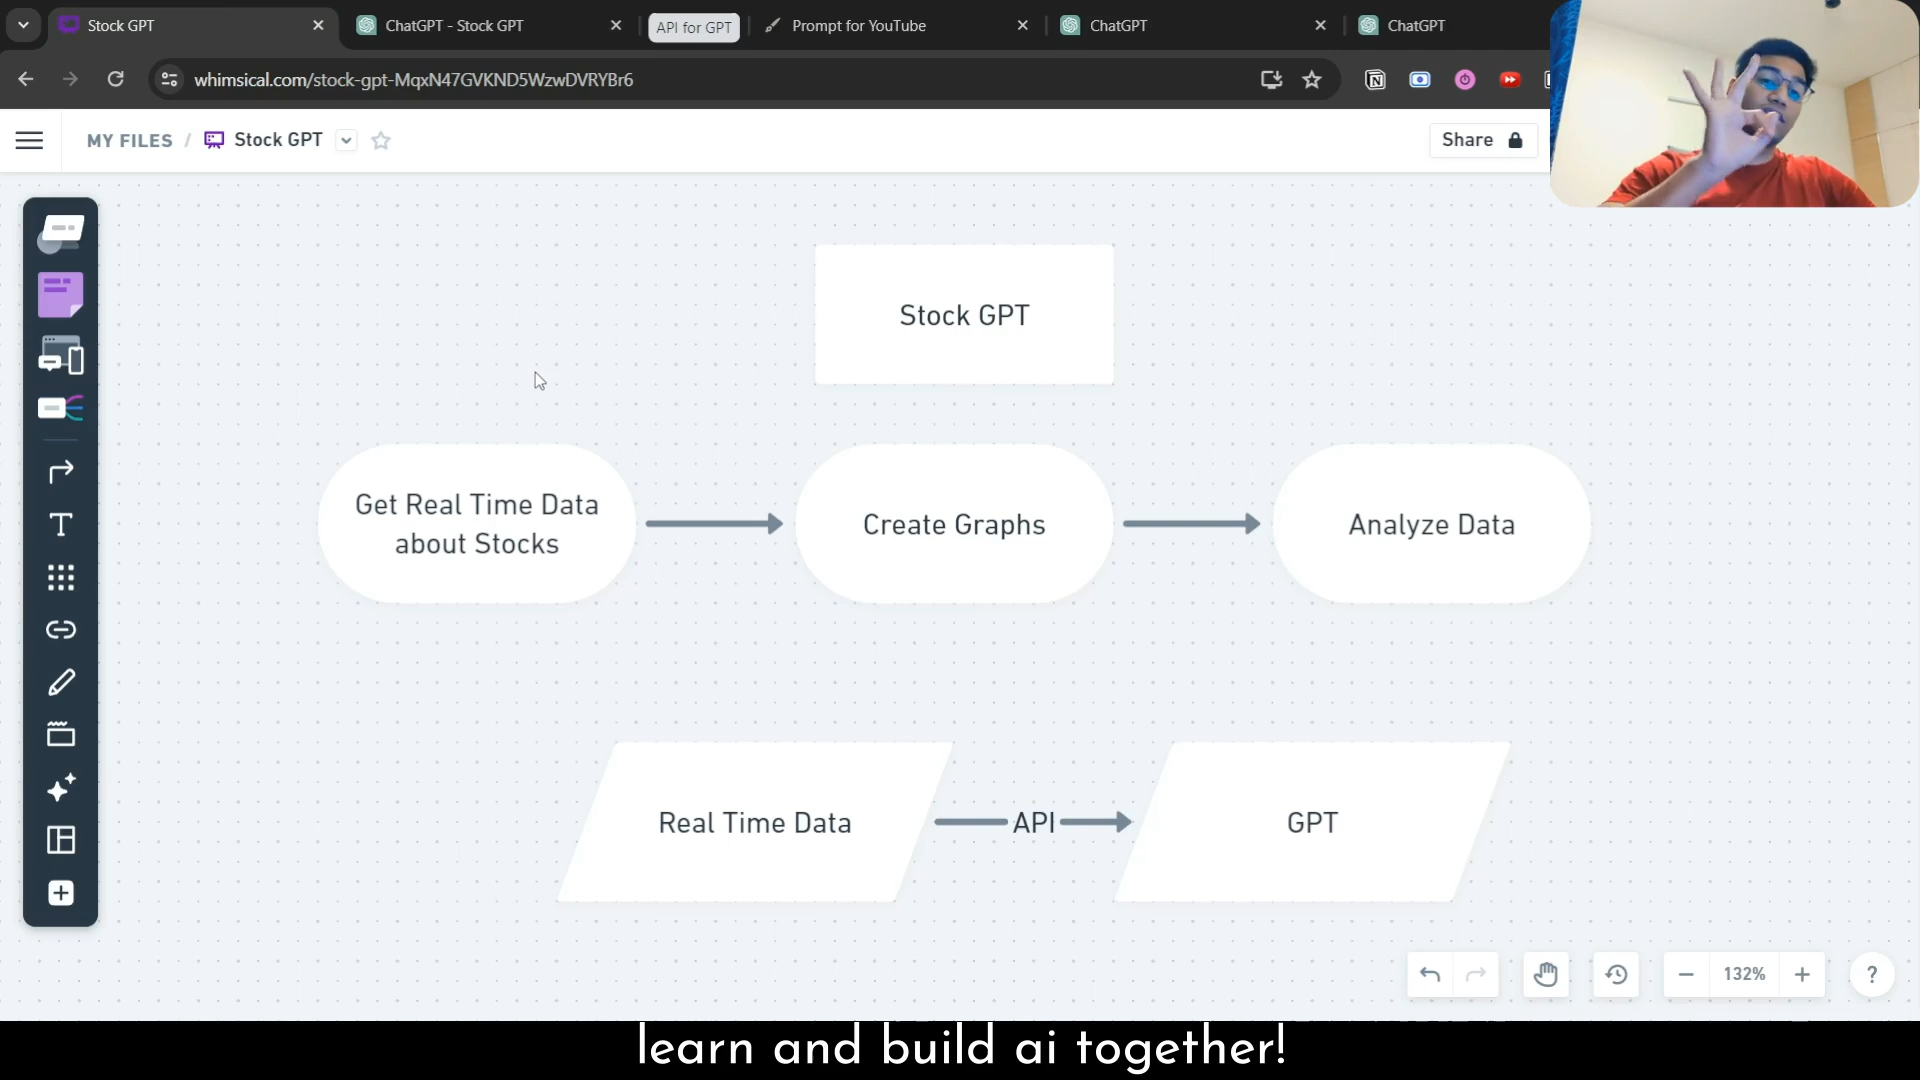 Stock GPT
ChatGPT - Stock GPT
API for GPT
Prompt for YouTube
ChatGPT
ChatGPT
whimsical.com/stock-gpt-MqxN47GVKND5WzwDVRYBr6
MY FILES / Stock GPT
Share
Stock GPT
Get Real Time Data
about Stocks
Create Graphs
Analyze Data
Real Time Data
API
GPT
132%
?
learn and build ai together!